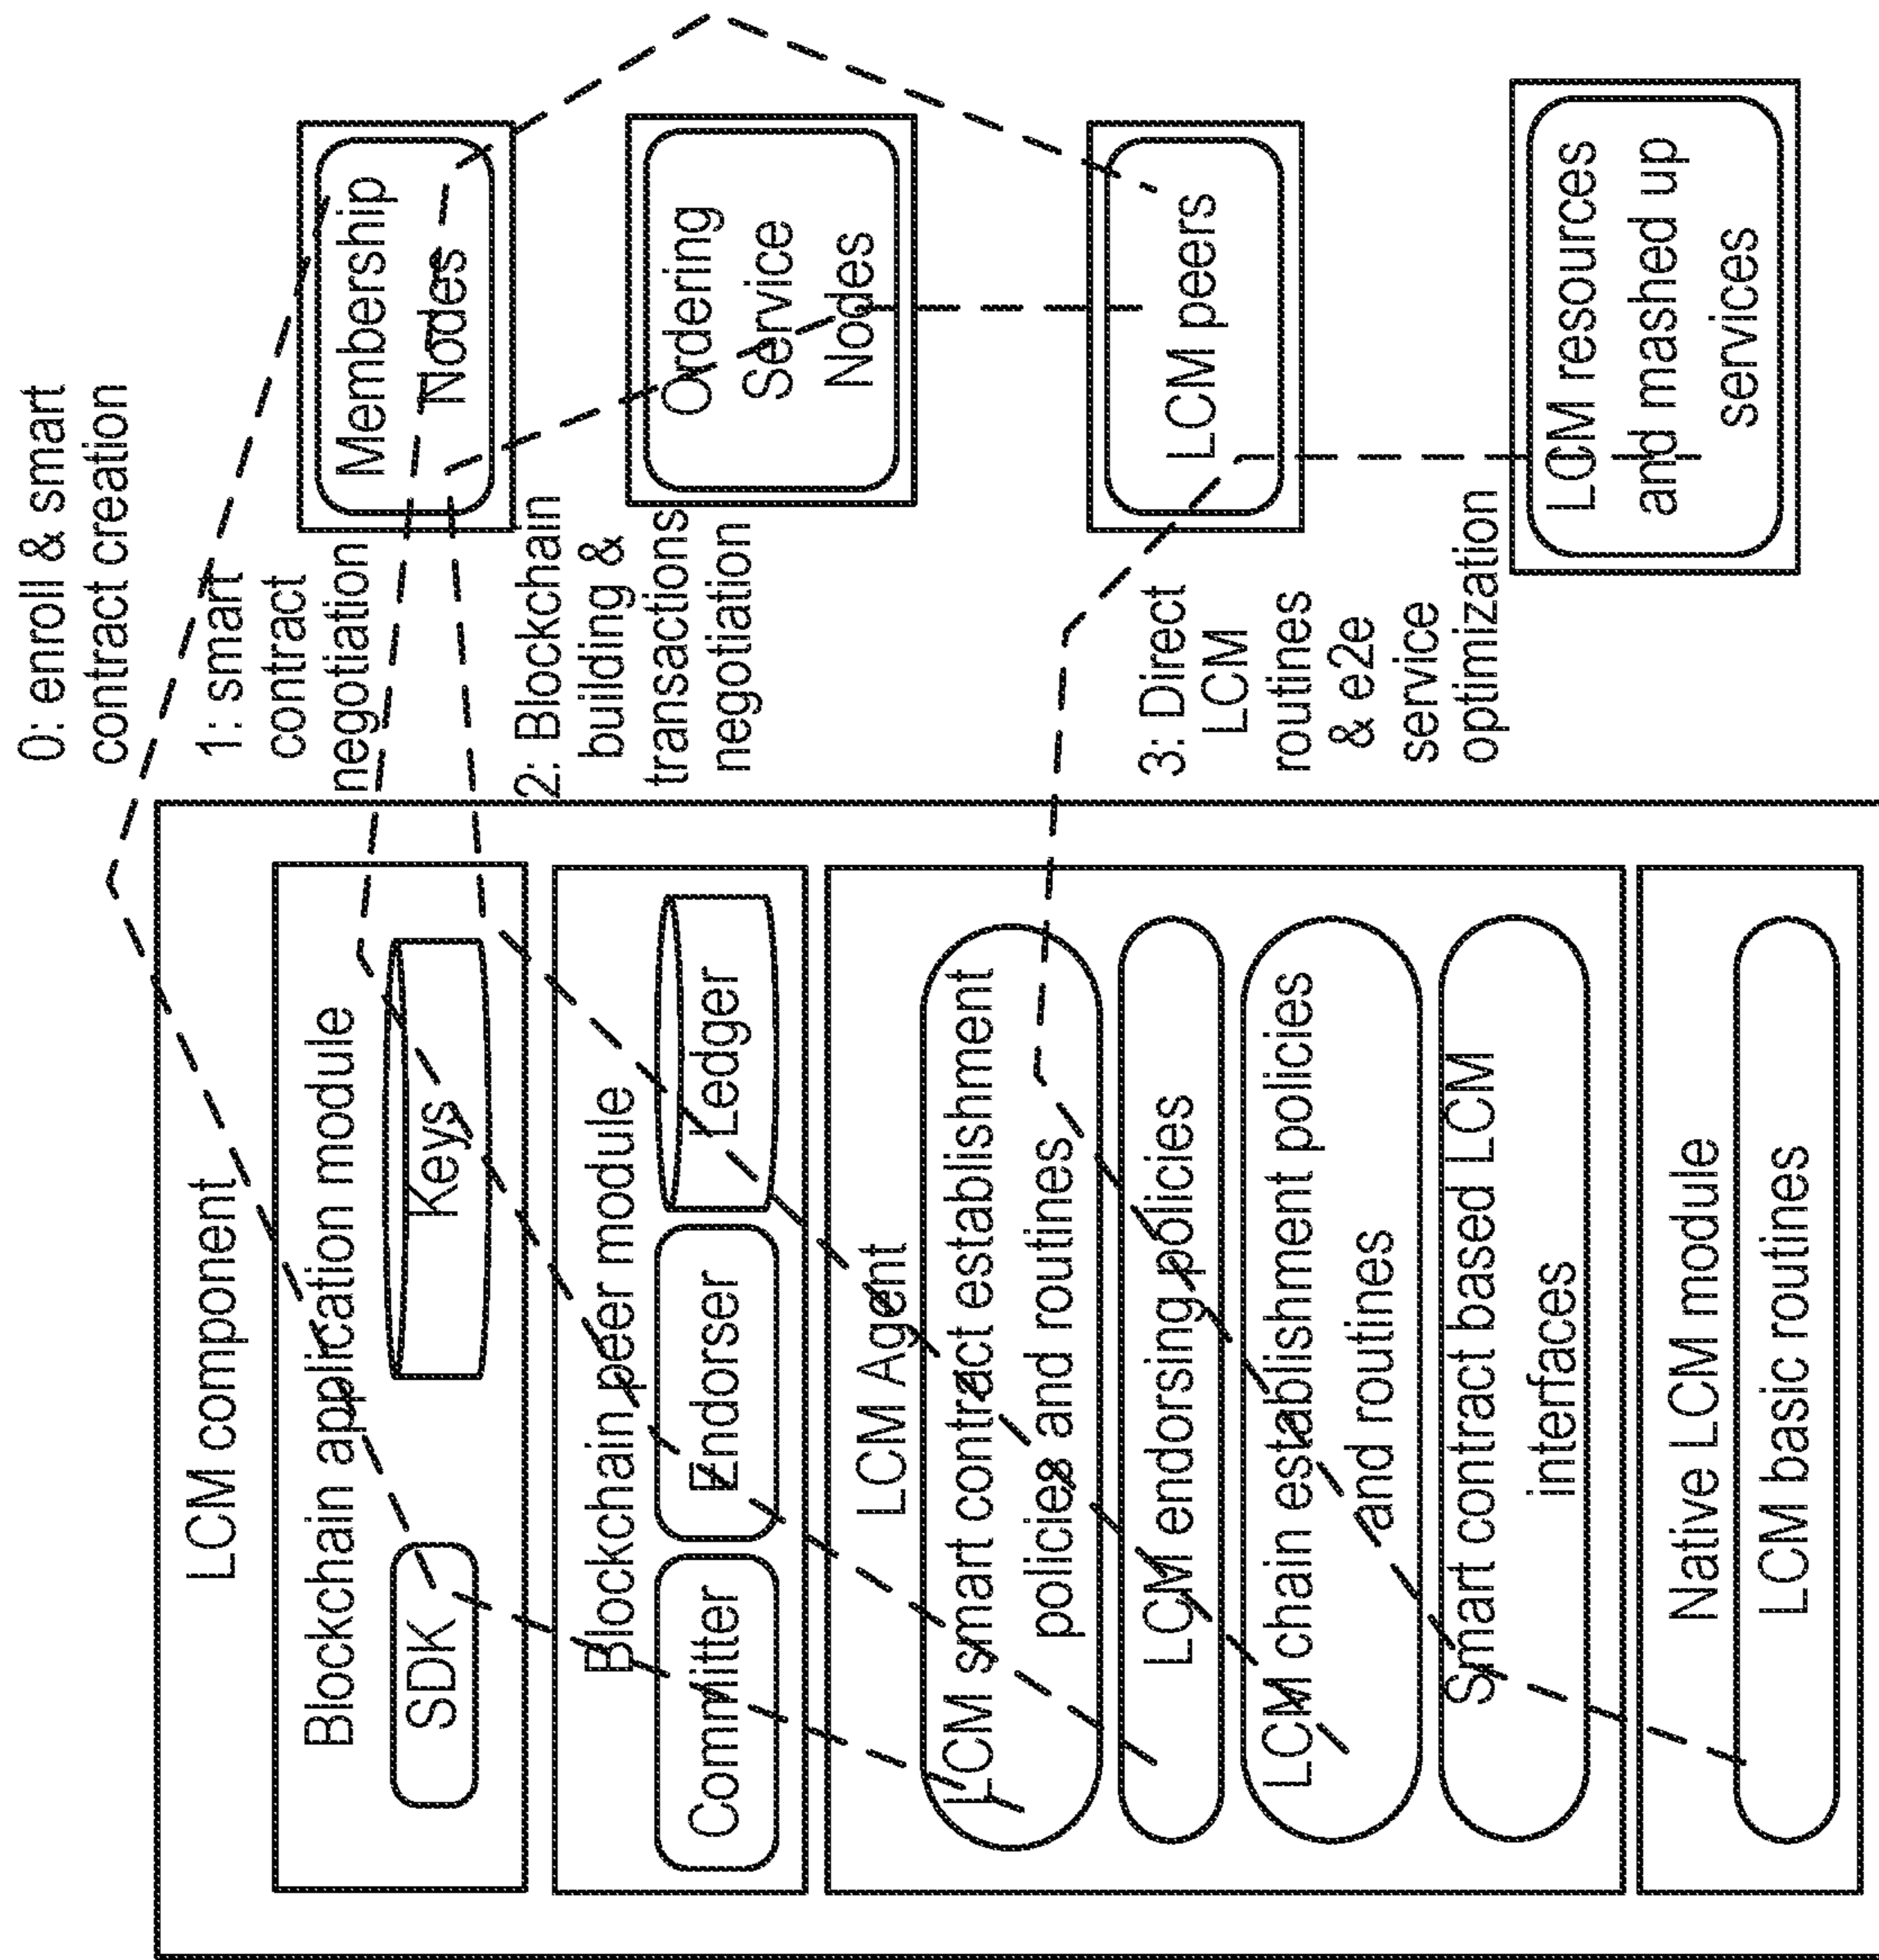 LCM component
Blockchain application module
SDK
Keys
Blockchain peer module
Committer
Endorser
Ledger
LCM Agent
LCM smart contract establishment
policies and routines
LCM endorsing policies
LCM chain establishment policies
and routines
Smart contract based LCM
interfaces
Native LCM module
LCM basic routines
0: enroll & smart
contract creation
1: smart
contract
negotiation
2: Blockchain
building &
transactions
negotiation
3: Direct
LCM
routines
& e2e
service
optimization
Membership
Nodes
Ordering
Service
Nodes
LCM peers
LCM resources
and mashed up
services